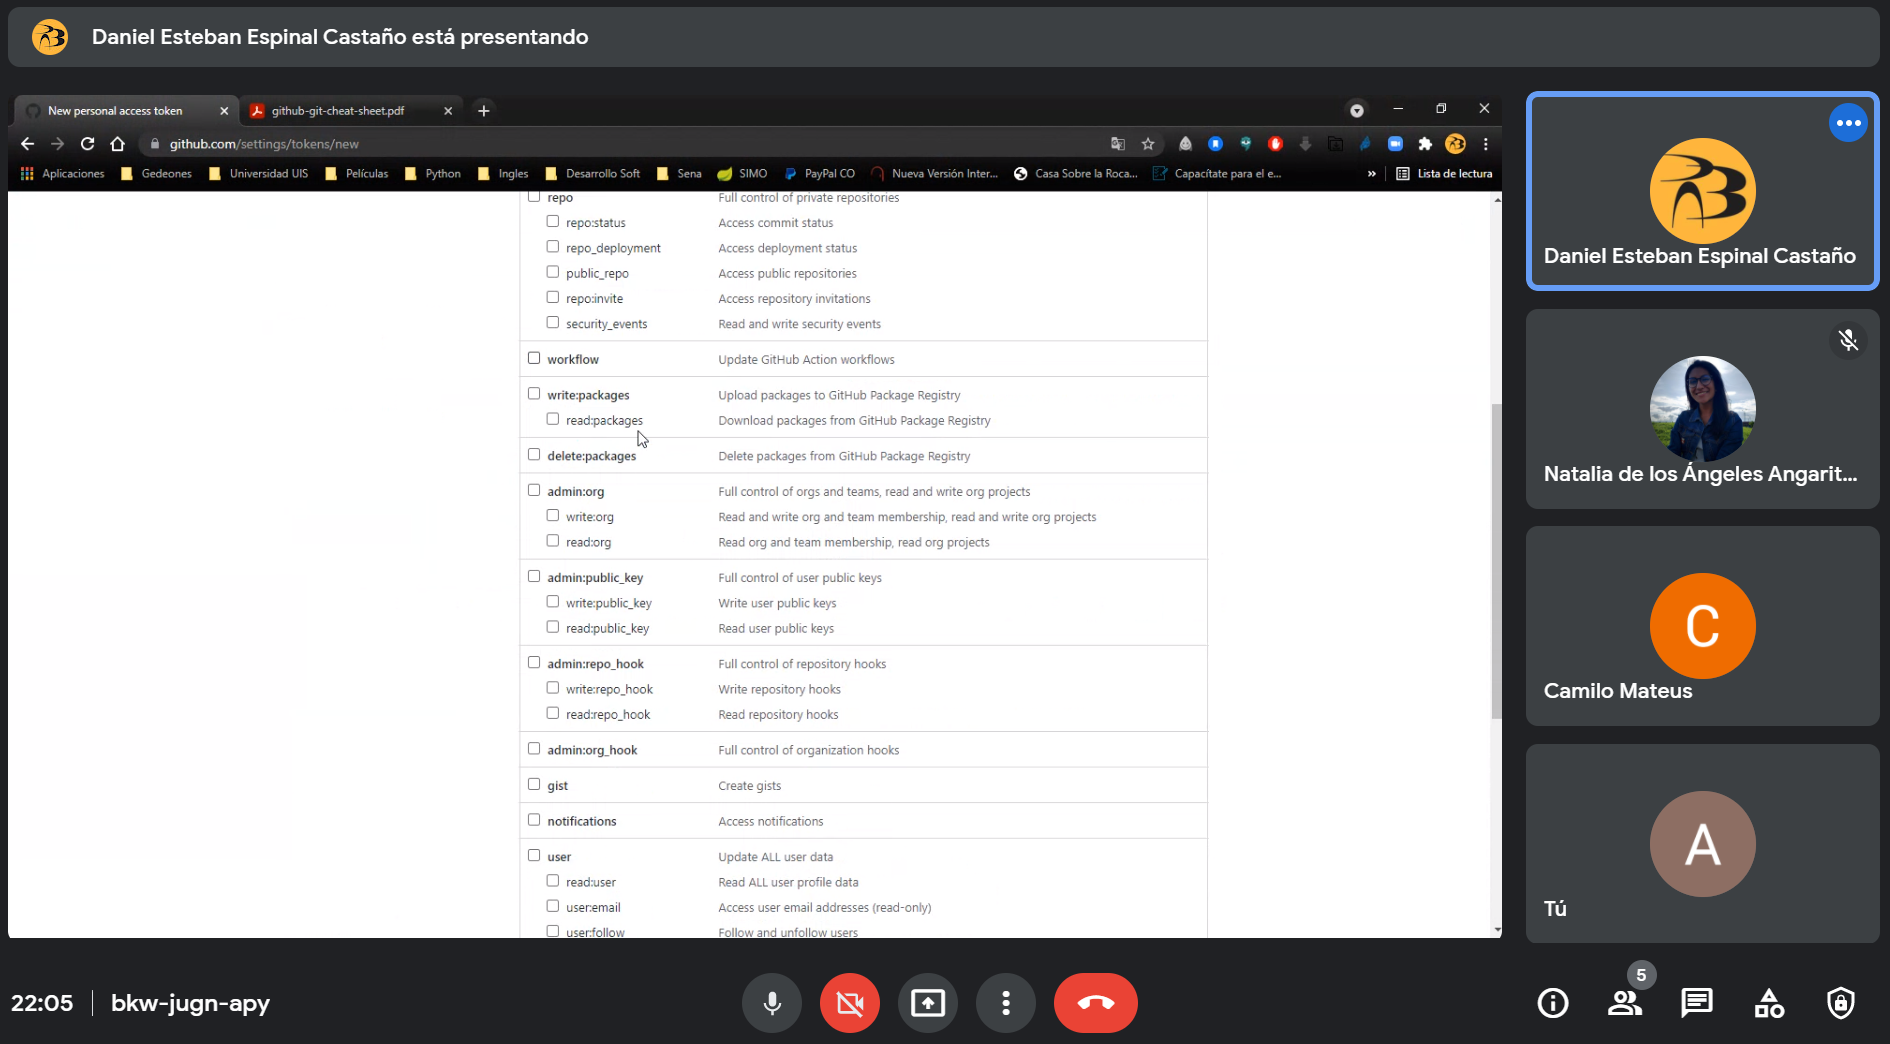 Daniel Esteban Espinal Castaño está presentando
New personal access token
github-git-cheat-sheet.pdf
github.com/settings/tokens/new
Aplicaciones Gedeones Universidad UIS Películas Python Ingles Desarrollo Soft Sena SIMO PayPal CO Nueva Versión Inter... Casa Sobre la Roca... Capacítate para el e... » Lista de lectura
repo Full control of private repositories
repo:status Access commit status
repo_deployment Access deployment status
public_repo Access public repositories
repo:invite Access repository invitations
security_events Read and write security events
workflow Update GitHub Action workflows
write:packages Upload packages to GitHub Package Registry
read:packages Download packages from GitHub Package Registry
delete:packages Delete packages from GitHub Package Registry
admin:org Full control of orgs and teams, read and write org projects
write:org Read and write org and team membership, read and write org projects
read:org Read org and team membership, read org projects
admin:public_key Full control of user public keys
write:public_key Write user public keys
read:public_key Read user public keys
admin:repo_hook Full control of repository hooks
write:repo_hook Write repository hooks
read:repo_hook Read repository hooks
admin:org_hook Full control of organization hooks
gist Create gists
notifications Access notifications
user Update ALL user data
read:user Read ALL user profile data
user:email Access user email addresses (read-only)
user:follow Follow and unfollow users
Daniel Esteban Espinal Castaño
Natalia de los Ángeles Angarit...
C
Camilo Mateus
A
Tú
22:05 bkw-jugn-apy
5